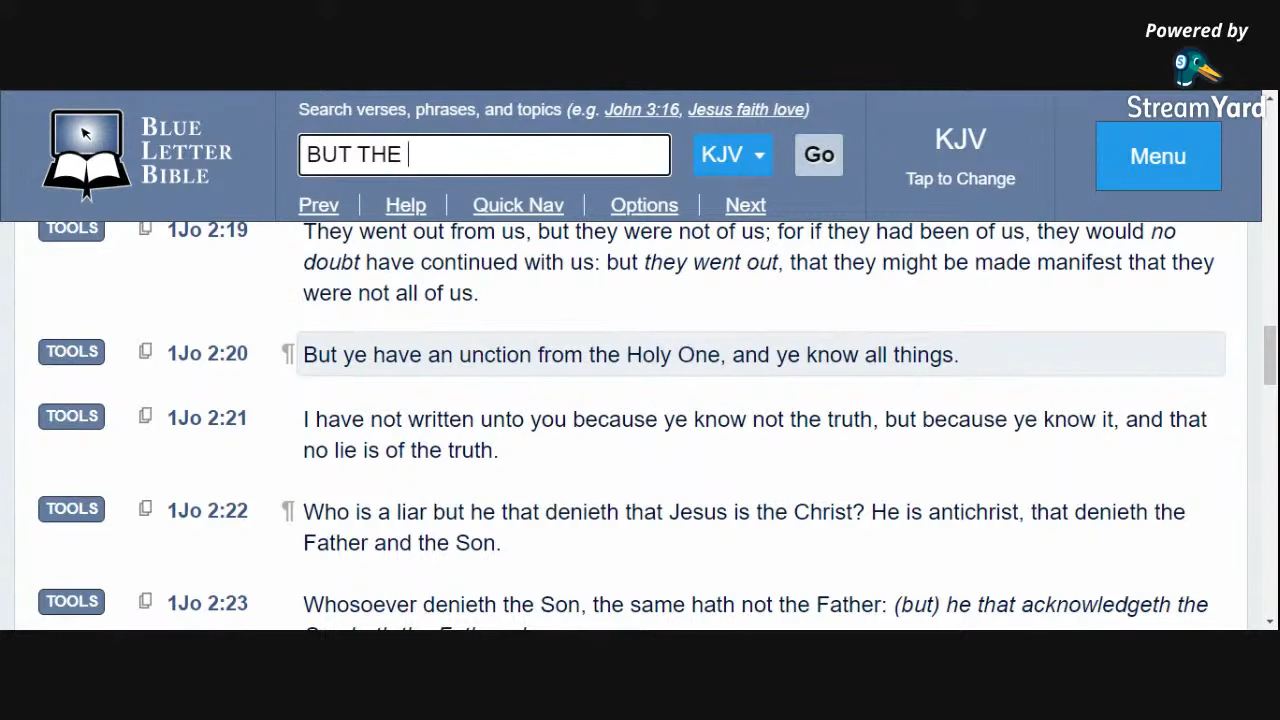 Powered by
StreamYard
BLUE
LETTER
BIBLE
Search verses, phrases, and topics (e.g. John 3:16, Jesus faith love)
BUT THE
KJV
Go
KJV
Tap to Change
Menu
Prev
Help
Quick Nav
Options
Next
TOOLS 1Jo 2:19 They went out from us, but they were not of us; for if they had been of us, they would no
doubt have continued with us: but they went out, that they might be made manifest that they
were not all of us.
TOOLS 1Jo 2:20 ¶ But ye have an unction from the Holy One, and ye know all things.
TOOLS 1Jo 2:21 I have not written unto you because ye know not the truth, but because ye know it, and that
no lie is of the truth.
TOOLS 1Jo 2:22 ¶ Who is a liar but he that denieth that Jesus is the Christ? He is antichrist, that denieth the
Father and the Son.
TOOLS 1Jo 2:23 Whosoever denieth the Son, the same hath not the Father: (but) he that acknowledgeth the